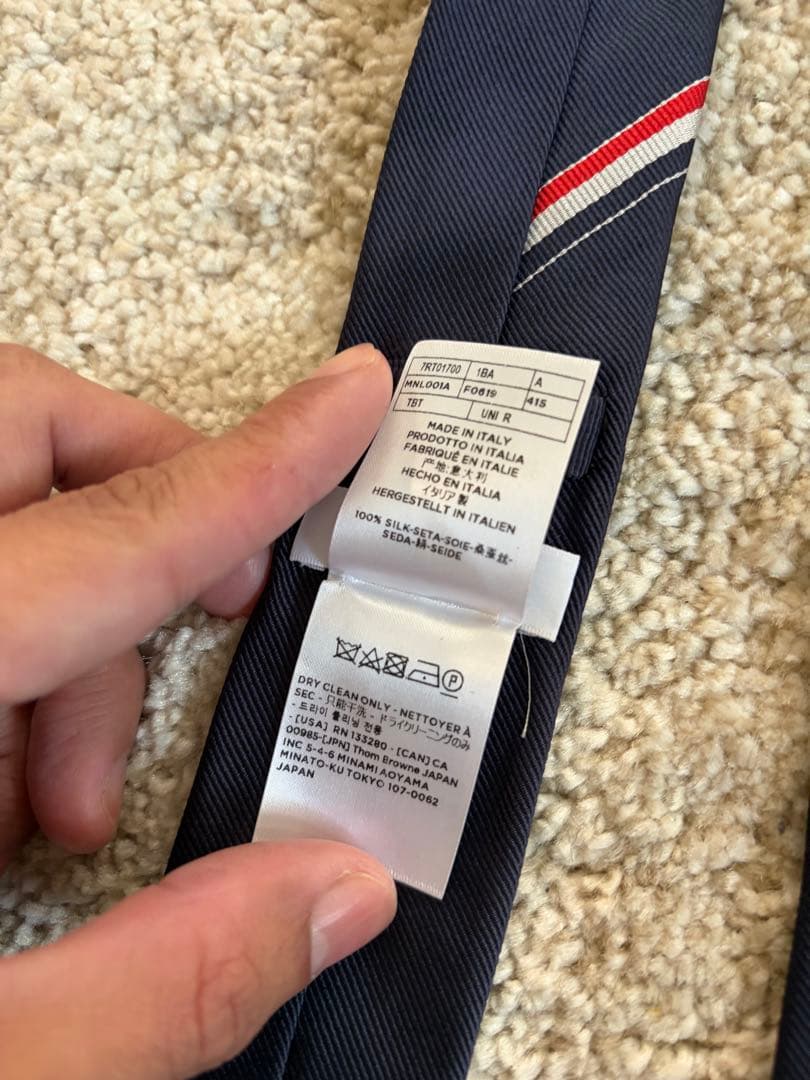 7RT01700 1BA A
MNL001A F0619 415
TBT UNI R
MADE IN ITALY
PRODOTTO IN ITALIA
FABRIQUÉ EN ITALIE
产地:意大利
HECHO EN ITALIA
イタリア製
HERGESTELLT IN ITALIEN
100% SILK-SETA-SOIE-桑蚕丝-
SEDA-絹-SEIDE
P
DRY CLEAN ONLY - NETTOYER À
SEC - 只能干洗 - ドライクリーニングのみ
- 드라이 클리닝 전용
- [USA] RN 133280 - [CAN] CA
00985-[JPN] Thom Browne JAPAN
INC 5-4-6 MINAMI AOYAMA
MINATO-KU TOKYO 107-0062
JAPAN